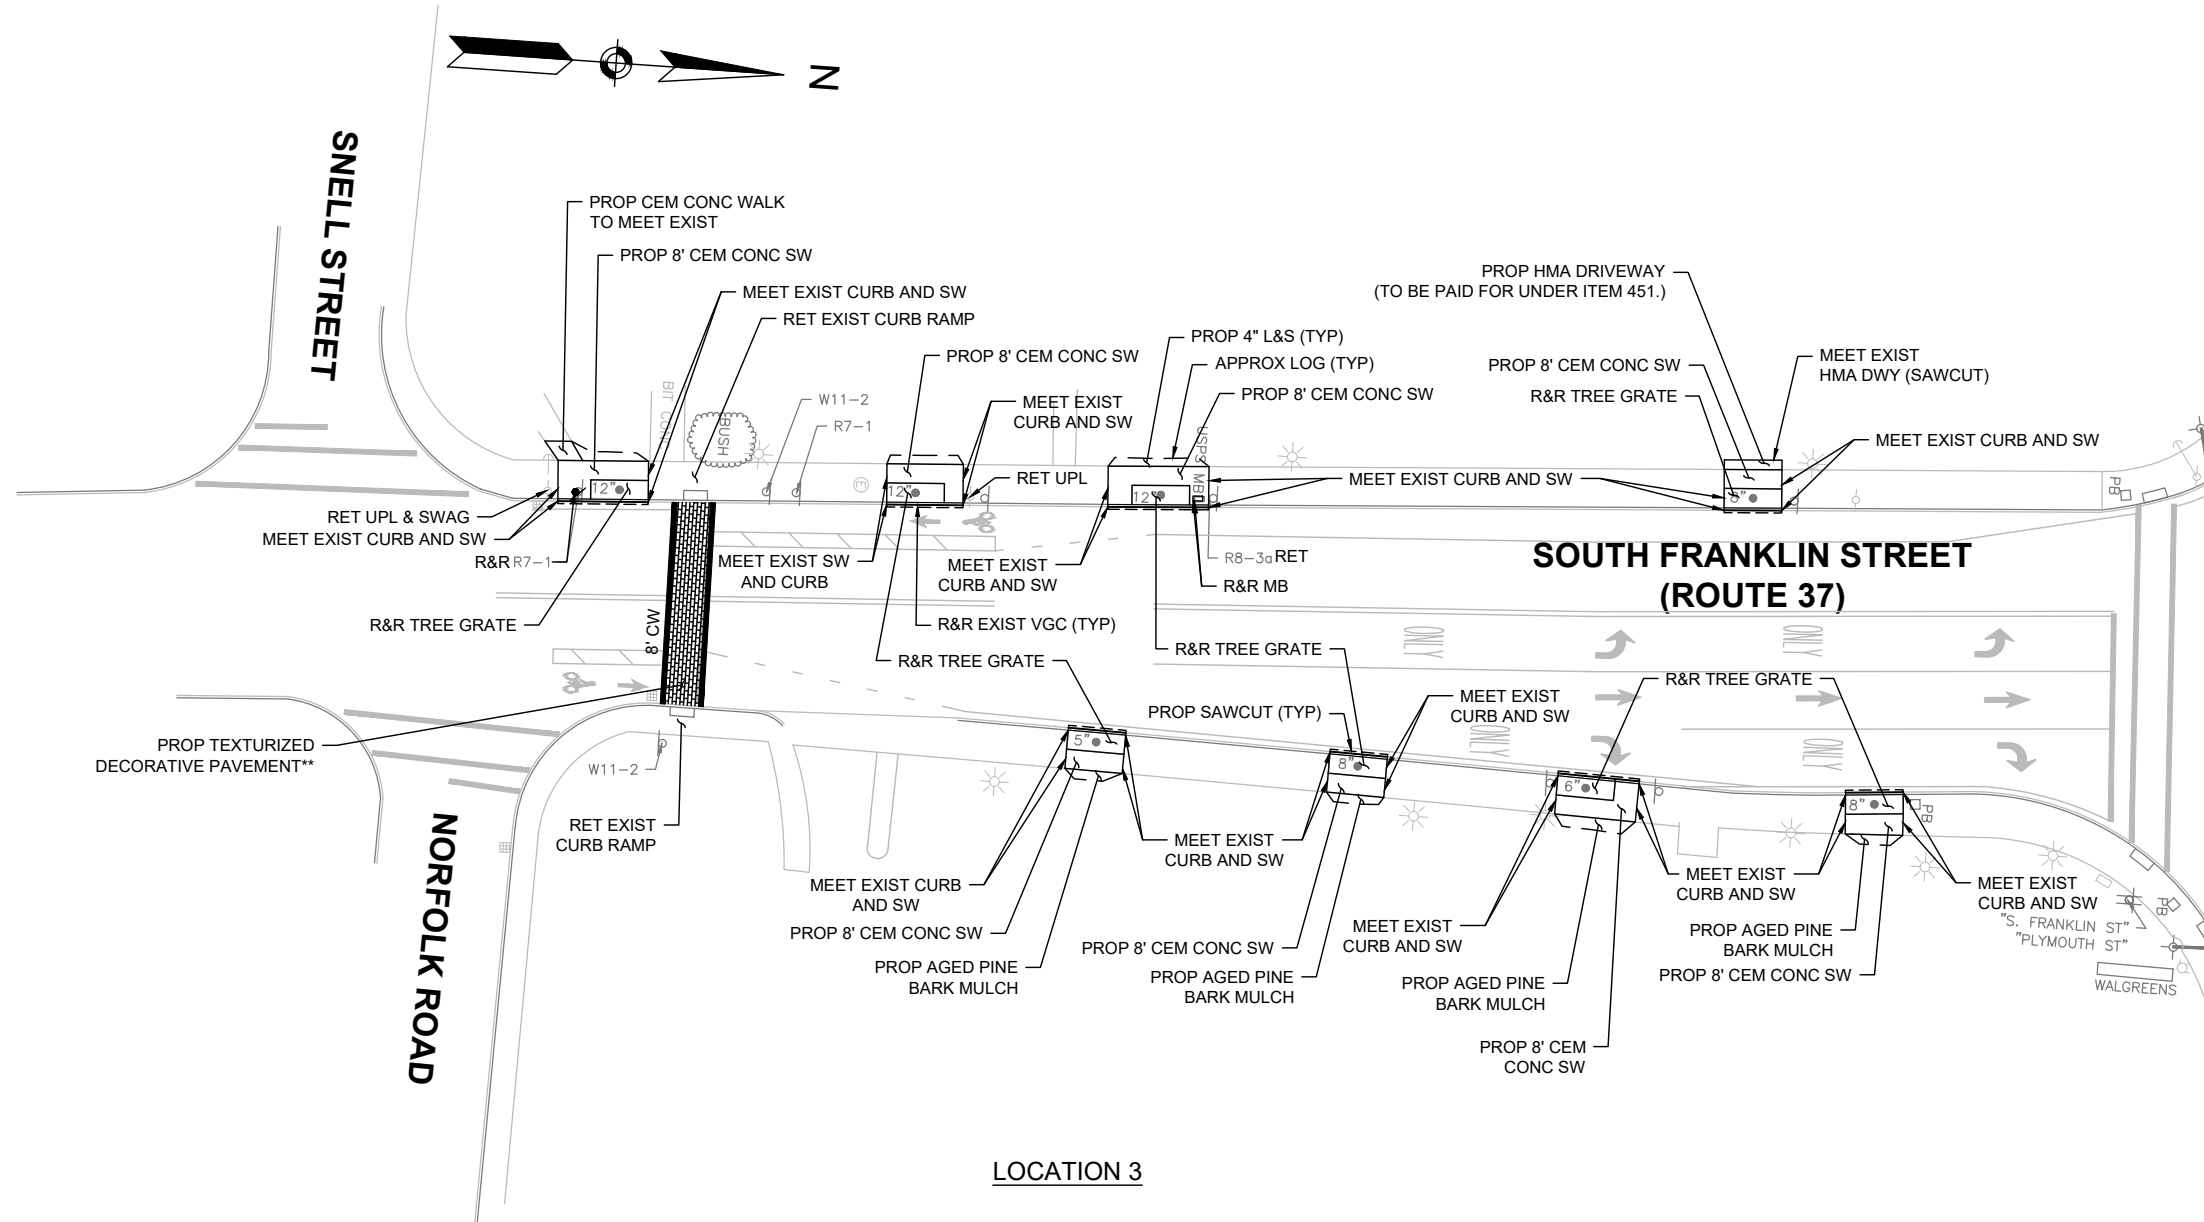 N
SNELL STREET
PROP CEM CONC WALK
TO MEET EXIST
PROP 8' CEM CONC SW
MEET EXIST CURB AND SW
RET EXIST CURB RAMP
PROP 8' CEM CONC SW
PROP 4" L&S (TYP)
APPROX LOG (TYP)
PROP 8' CEM CONC SW
PROP HMA DRIVEWAY
(TO BE PAID FOR UNDER ITEM 451.)
PROP 8' CEM CONC SW
R&R TREE GRATE
MEET EXIST
HMA DWY (SAWCUT)
MEET EXIST CURB AND SW
BIT CON
BUSH
W11-2
R7-1
MEET EXIST
CURB AND SW
RET UPL
USPS MB
MEET EXIST CURB AND SW
12"
12"
12"
PB
RET UPL & SWAG
MEET EXIST CURB AND SW
R&R R7-1
R&R TREE GRATE
MEET EXIST SW
AND CURB
MEET EXIST
CURB AND SW
R8-3a RET
R&R MB
SOUTH FRANKLIN STREET
(ROUTE 37)
8' CW
R&R EXIST VGC (TYP)
R&R TREE GRATE
R&R TREE GRATE
ONLY
ONLY
R&R TREE GRATE
PROP SAWCUT (TYP)
MEET EXIST
CURB AND SW
ONLY
ONLY
PROP TEXTURIZED
DECORATIVE PAVEMENT**
W11-2
5"
8"
6"
8"
PB
RET EXIST
CURB RAMP
NORFOLK ROAD
MEET EXIST CURB
AND SW
PROP 8' CEM CONC SW
PROP AGED PINE
BARK MULCH
MEET EXIST
CURB AND SW
PROP 8' CEM CONC SW
PROP AGED PINE
BARK MULCH
MEET EXIST
CURB AND SW
PROP AGED PINE
BARK MULCH
PROP 8' CEM
CONC SW
MEET EXIST
CURB AND SW
PROP AGED PINE
BARK MULCH
PROP 8' CEM CONC SW
MEET EXIST
CURB AND SW
"S. FRANKLIN ST"
"PLYMOUTH ST"
PB
WALGREENS
LOCATION 3